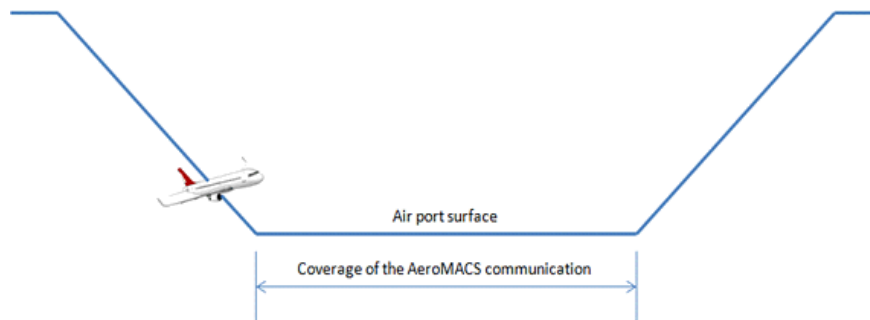 Air port surface
Coverage of the AeroMACS communication